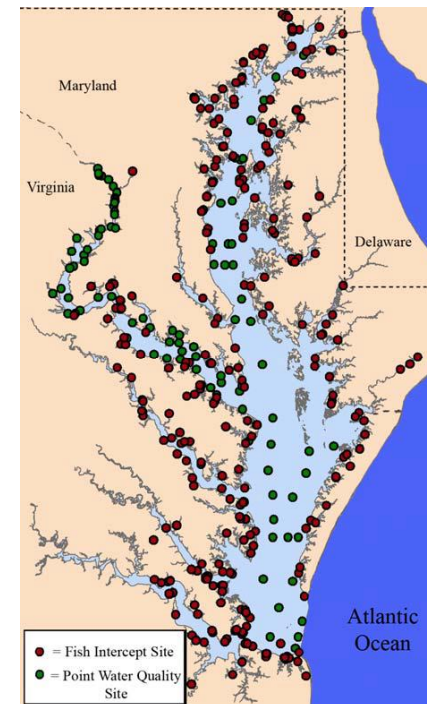 Maryland
Virginia
Delaware
Atlantic
Ocean
= Fish Intercept Site
= Point Water Quality
Site